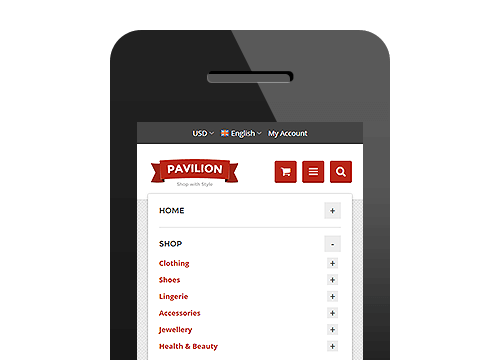 USD English My Account
PAVILION
Shop with Style
HOME +
SHOP -
Clothing +
Shoes +
Lingerie +
Accessories +
Jewellery +
Health & Beauty +